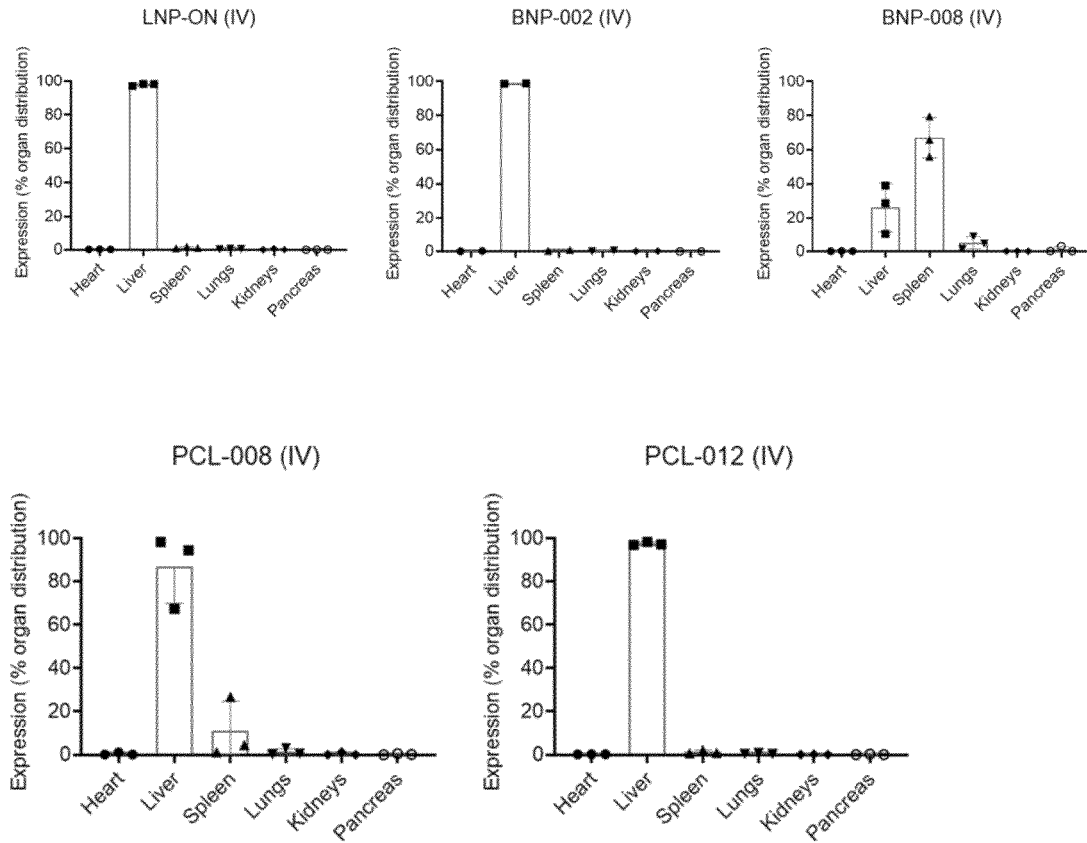 LNP-ON (IV)
Expression (% organ distribution)
100
80
60
40
20
0
Heart
Liver
Spleen
Lungs
Kidneys
Pancreas
BNP-002 (IV)
Expression (% organ distribution)
100
80
60
40
20
0
Heart
Liver
Spleen
Lungs
Kidneys
Pancreas
BNP-008 (IV)
Expression (% organ distribution)
100
80
60
40
20
0
Heart
Liver
Spleen
Lungs
Kidneys
Pancreas
PCL-008 (IV)
Expression (% organ distribution)
100
80
60
40
20
0
Heart
Liver
Spleen
Lungs
Kidneys
Pancreas
PCL-012 (IV)
Expression (% organ distribution)
100
80
60
40
20
0
Heart
Liver
Spleen
Lungs
Kidneys
Pancreas